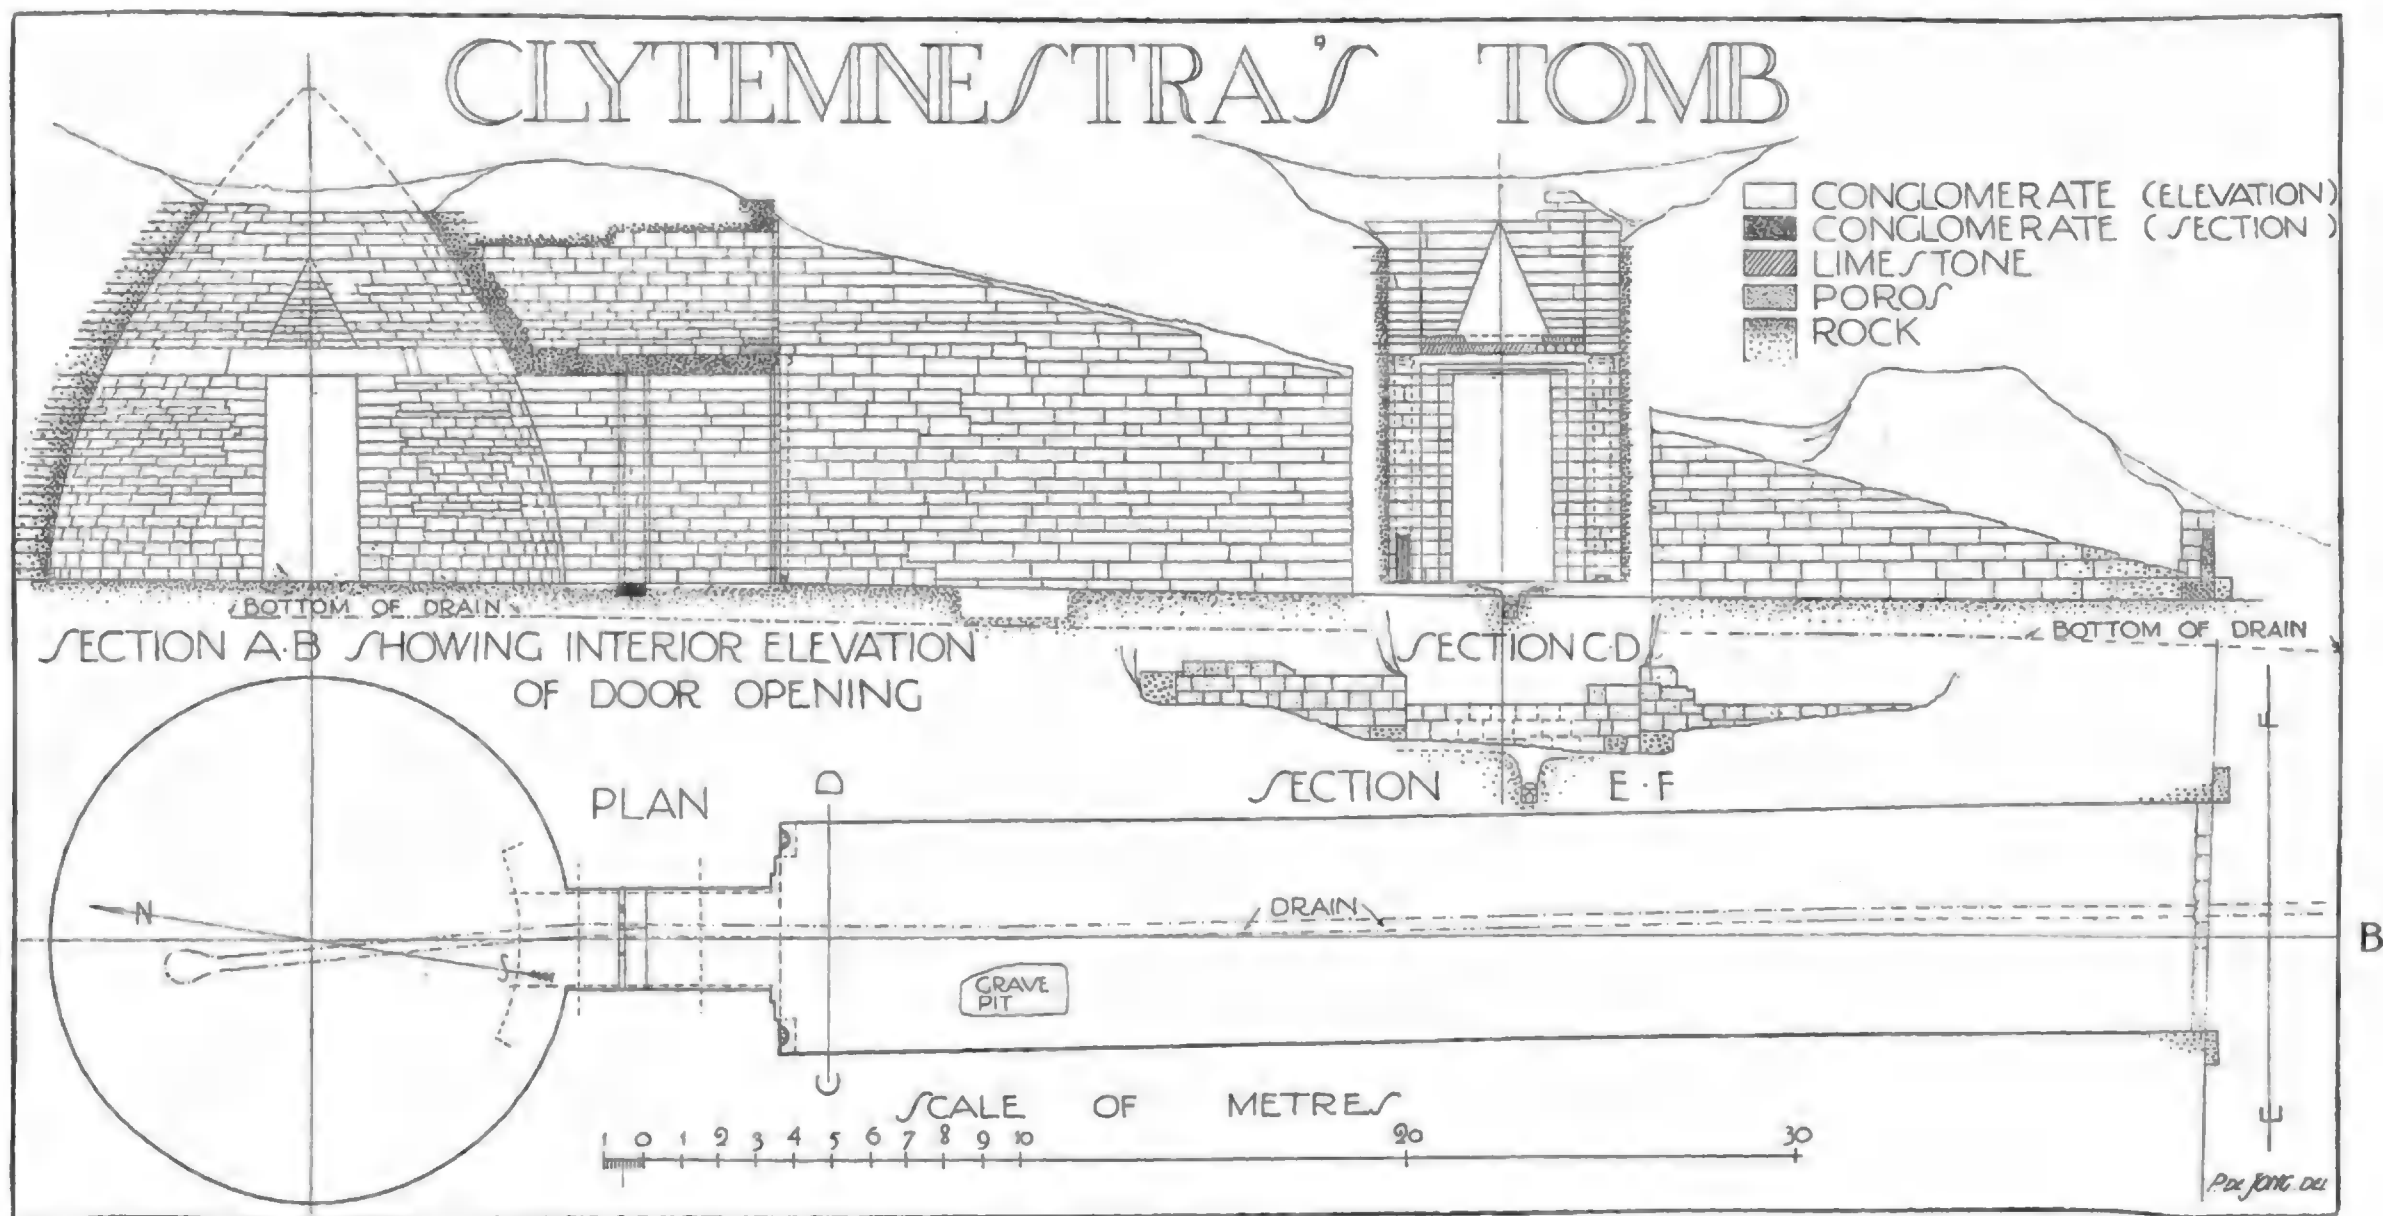 CLYTEMNESTRA'S TOMB
CONGLOMERATE (ELEVATION)
CONGLOMERATE (SECTION)
LIMESTONE
POROS
ROCK
BOTTOM OF DRAIN
SECTION A·B SHOWING INTERIOR ELEVATION
OF DOOR OPENING
SECTION C·D
BOTTOM OF DRAIN
SECTION E·F
PLAN
D
F
N
S
DRAIN
GRAVE
PIT
B
C
E
SCALE OF METRES
1 0 1 2 3 4 5 6 7 8 9 10 20 30
P. DE JONG DEL